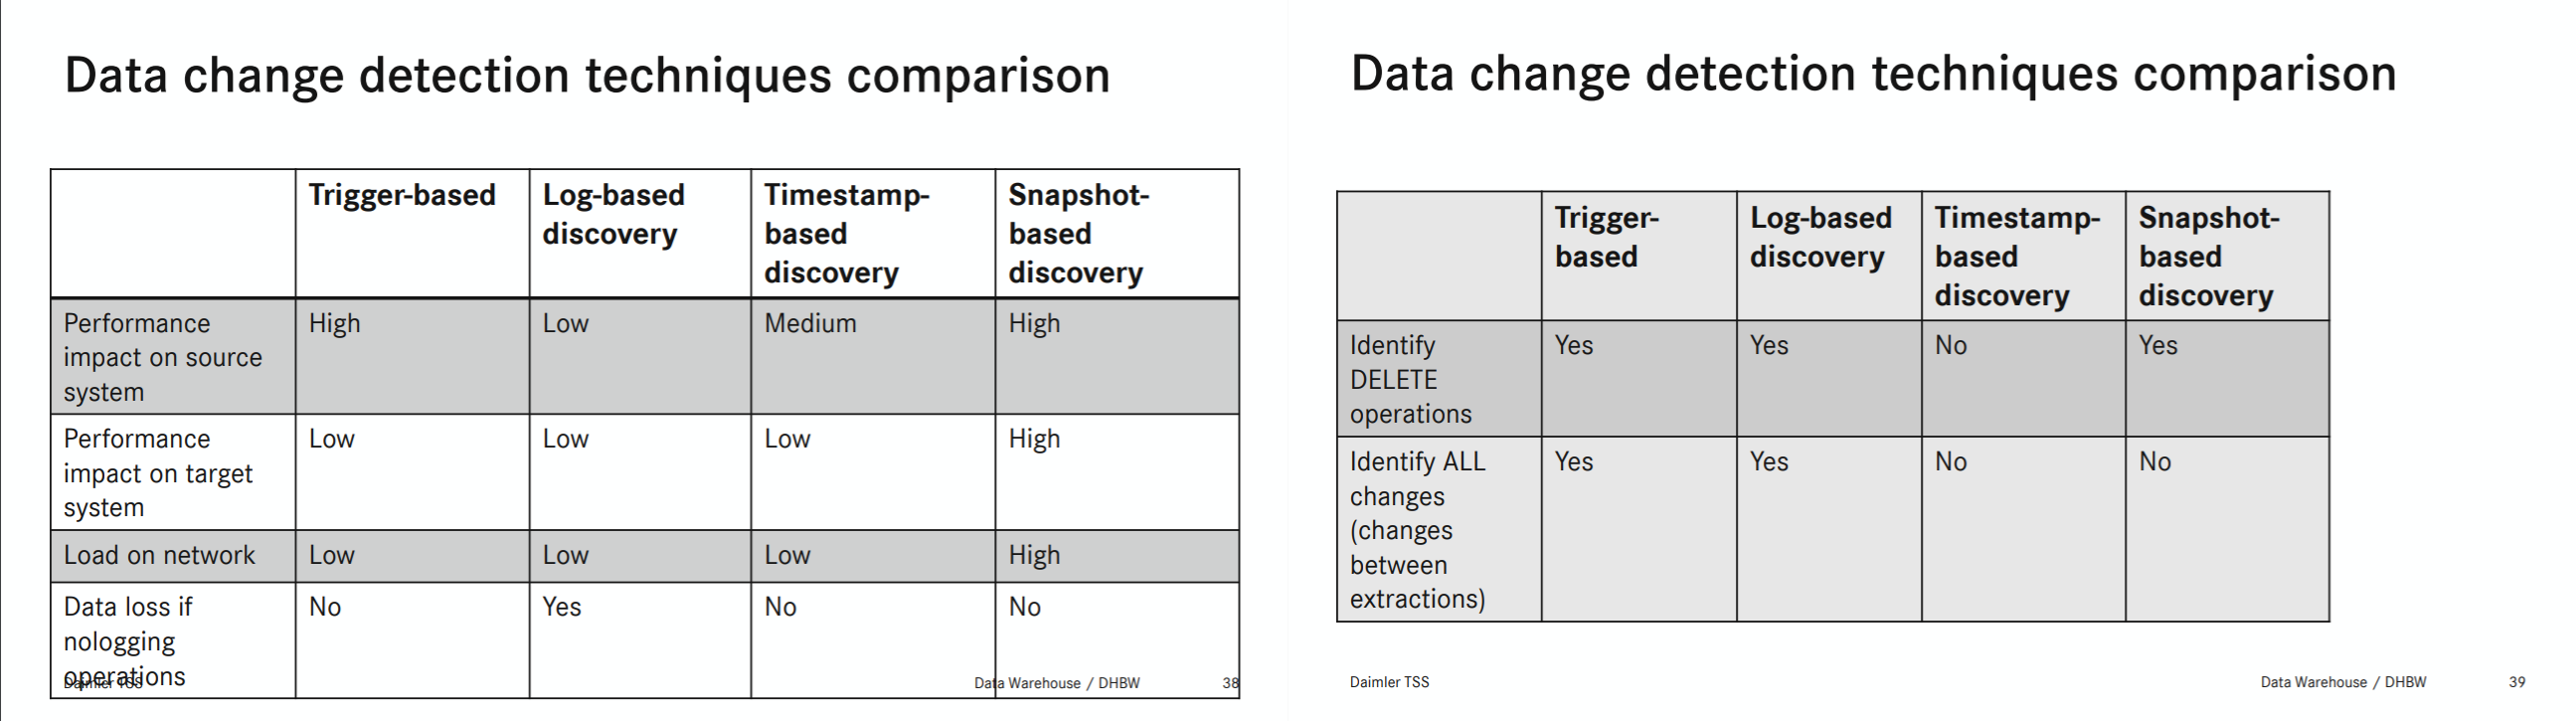 Data change detection techniques comparison
Trigger-based
Log-based
discovery
Timestamp-
based
discovery
Snapshot-
based
discovery
Performance
impact on source
system
High
Low
Medium
High
Performance
impact on target
system
Low
Low
Low
High
Load on network
Low
Low
Low
High
Data loss if
nologging
operations
No
Yes
No
No
Daimler TSS
Data Warehouse / DHBW
38
Data change detection techniques comparison
Trigger-
based
Log-based
discovery
Timestamp-
based
discovery
Snapshot-
based
discovery
Identify
DELETE
operations
Yes
Yes
No
Yes
Identify ALL
changes
(changes
between
extractions)
Yes
Yes
No
No
Daimler TSS
Data Warehouse / DHBW
39